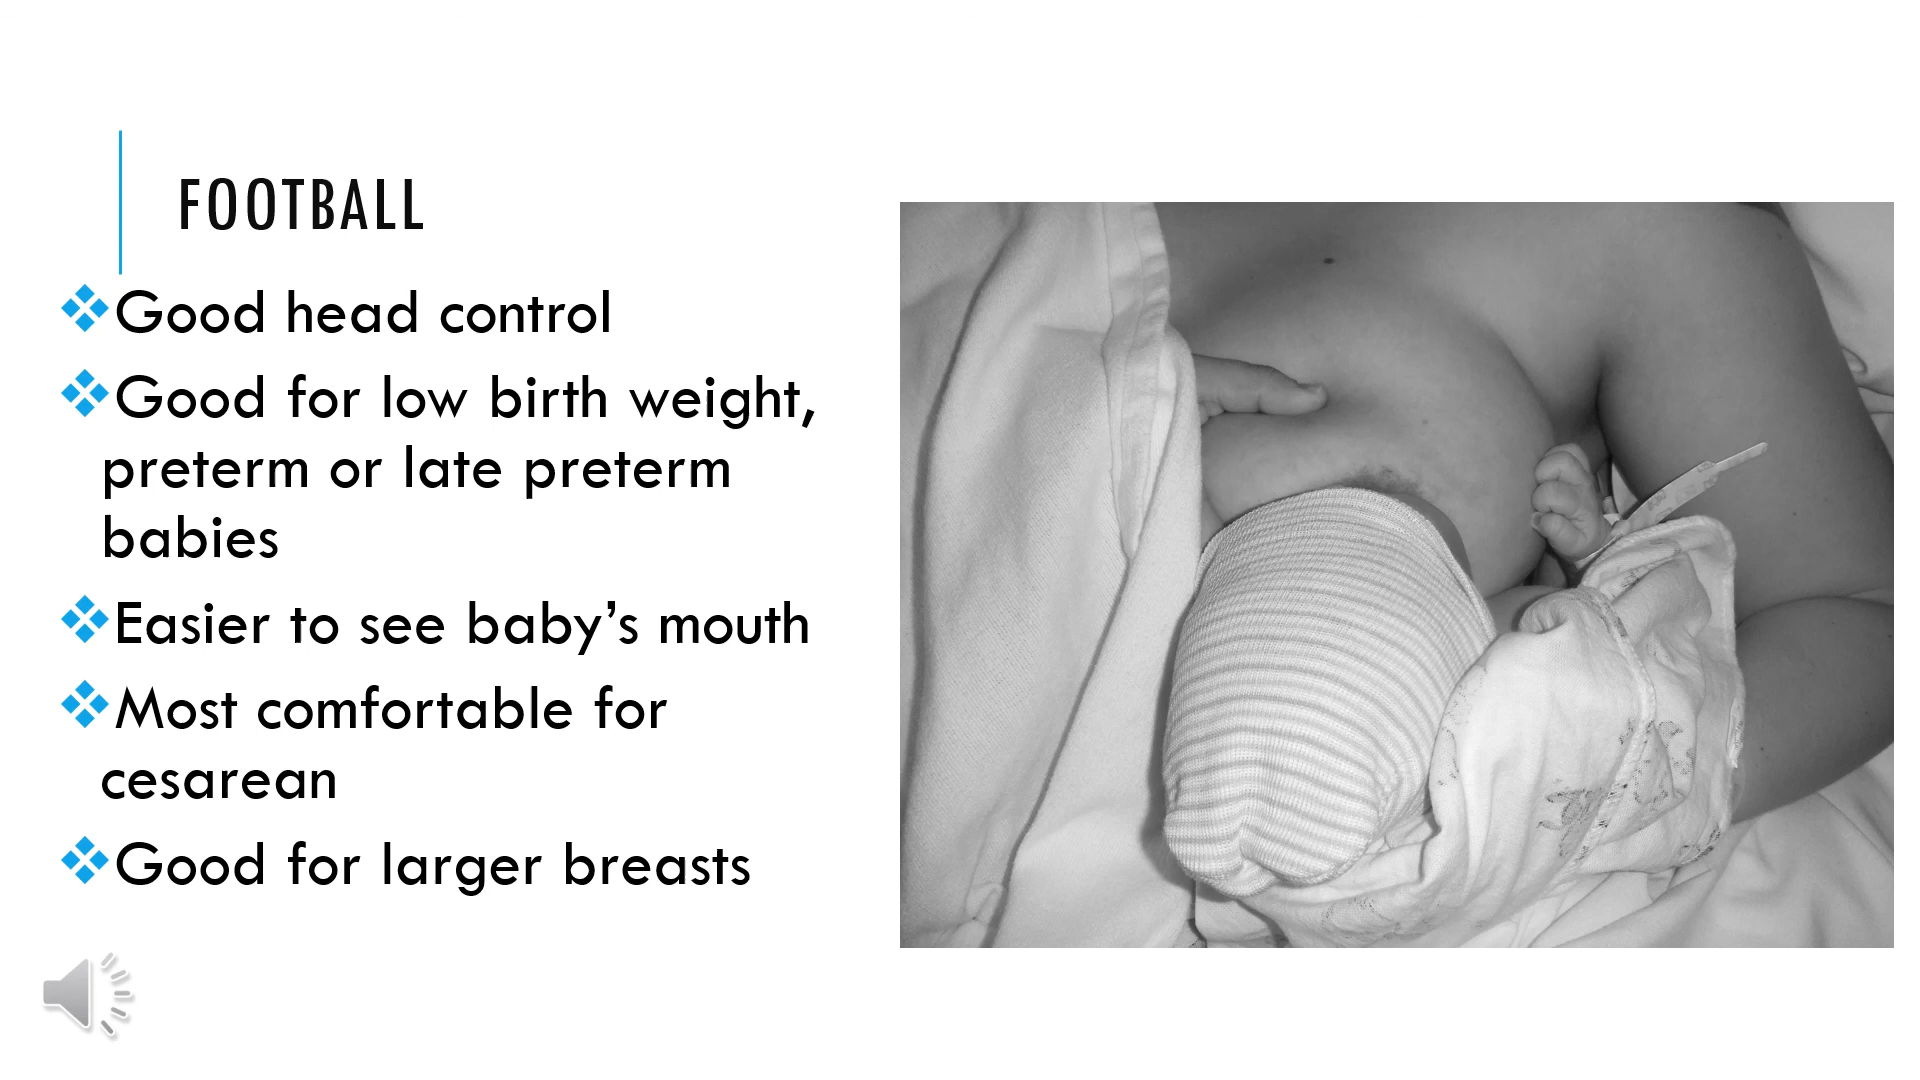 FOOTBALL
Good head control
Good for low birth weight,
preterm or late preterm
babies
Easier to see baby’s mouth
Most comfortable for
cesarean
Good for larger breasts